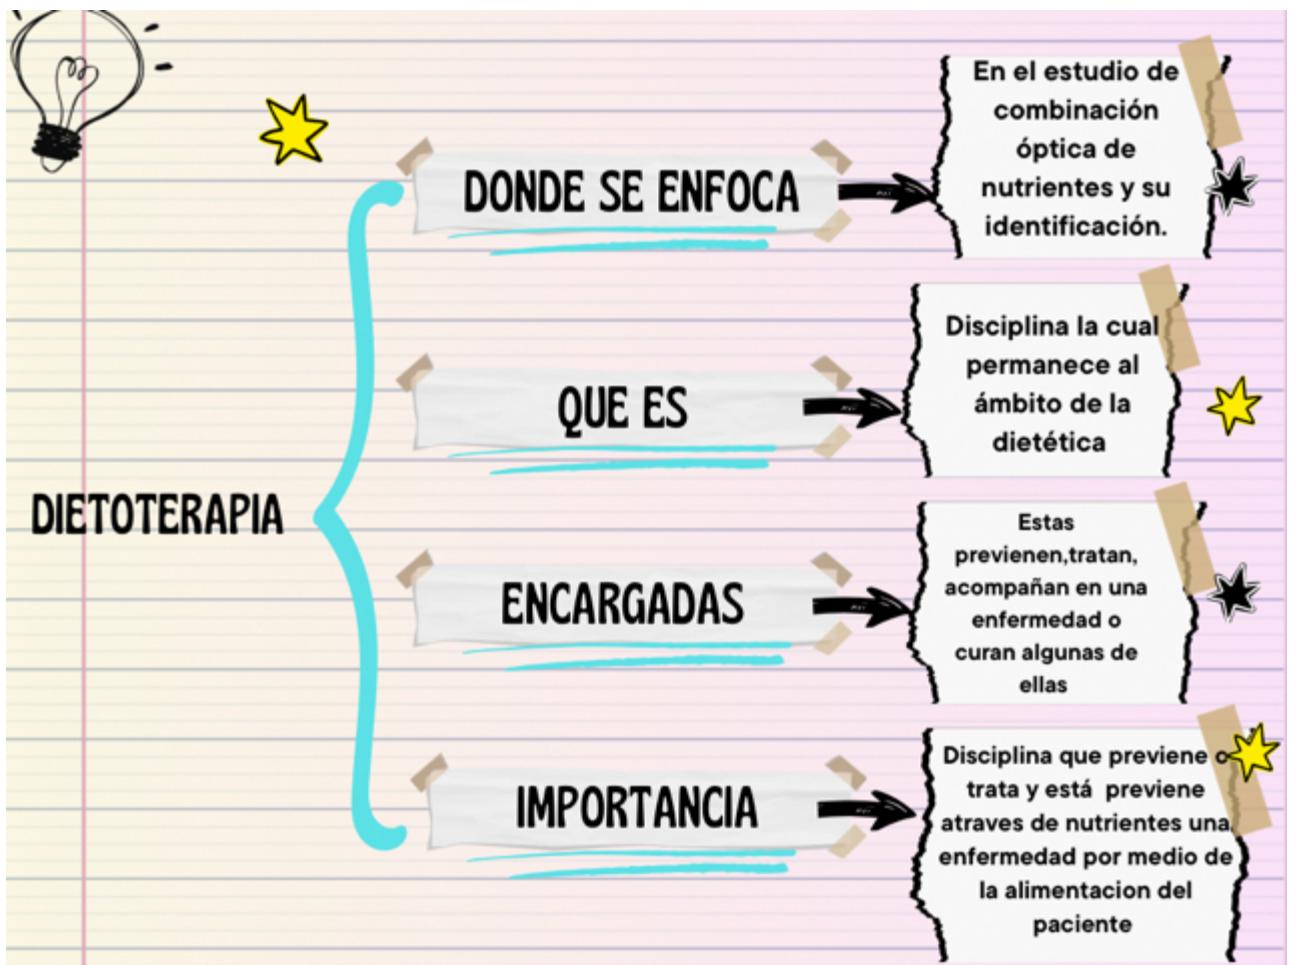 DIETOTERAPIA
DONDE SE ENFOCA
En el estudio de
combinación
óptica de
nutrientes y su
identificación.
QUE ES
Disciplina la cual
permanece al
ámbito de la
dietética
ENCARGADAS
Estas
previenen,tratan,
acompañan en una
enfermedad o
curan algunas de
ellas
IMPORTANCIA
Disciplina que previene o
trata y está previene
atraves de nutrientes una
enfermedad por medio de
la alimentacion del
paciente